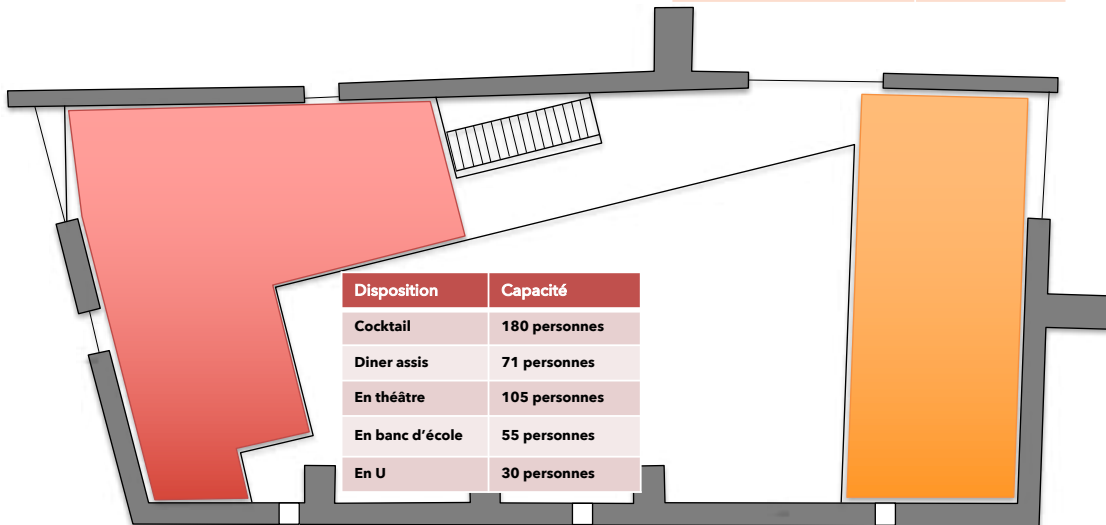 Disposition Capacité
Cocktail 180 personnes
Diner assis 71 personnes
En théâtre 105 personnes
En banc d'école 55 personnes
En U 30 personnes